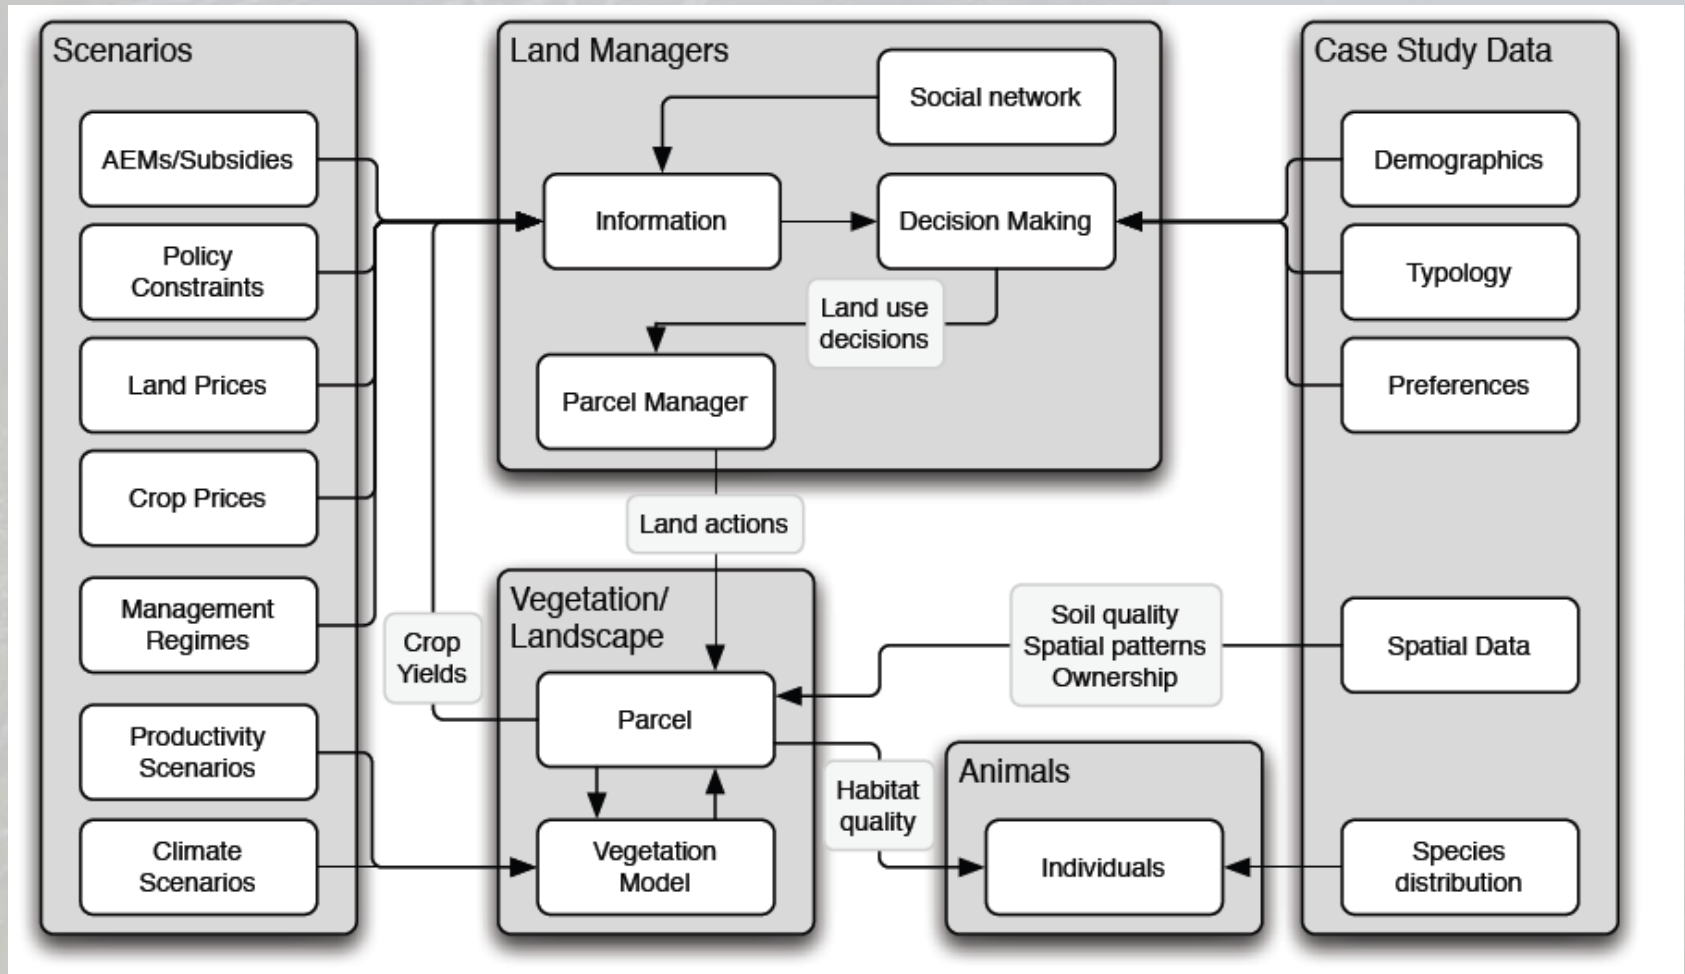 Scenarios
AEMs/Subsidies
Policy
Constraints
Land Prices
Crop Prices
Management
Regimes
Productivity
Scenarios
Climate
Scenarios
Land Managers
Social network
Information
Decision Making
Land use
decisions
Parcel Manager
Land actions
Crop
Yields
Vegetation/
Landscape
Parcel
Vegetation
Model
Soil quality
Spatial patterns
Ownership
Habitat
quality
Animals
Individuals
Case Study Data
Demographics
Typology
Preferences
Spatial Data
Species
distribution